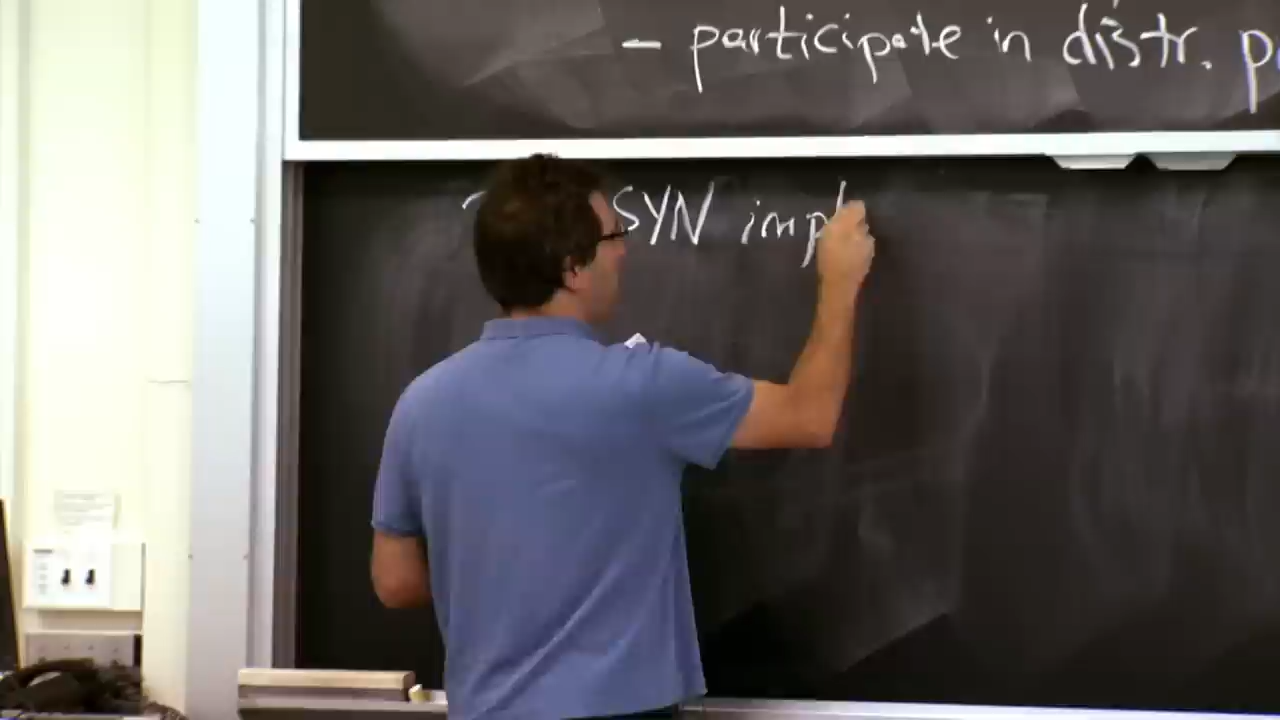 – participate in distr.
SYN impl